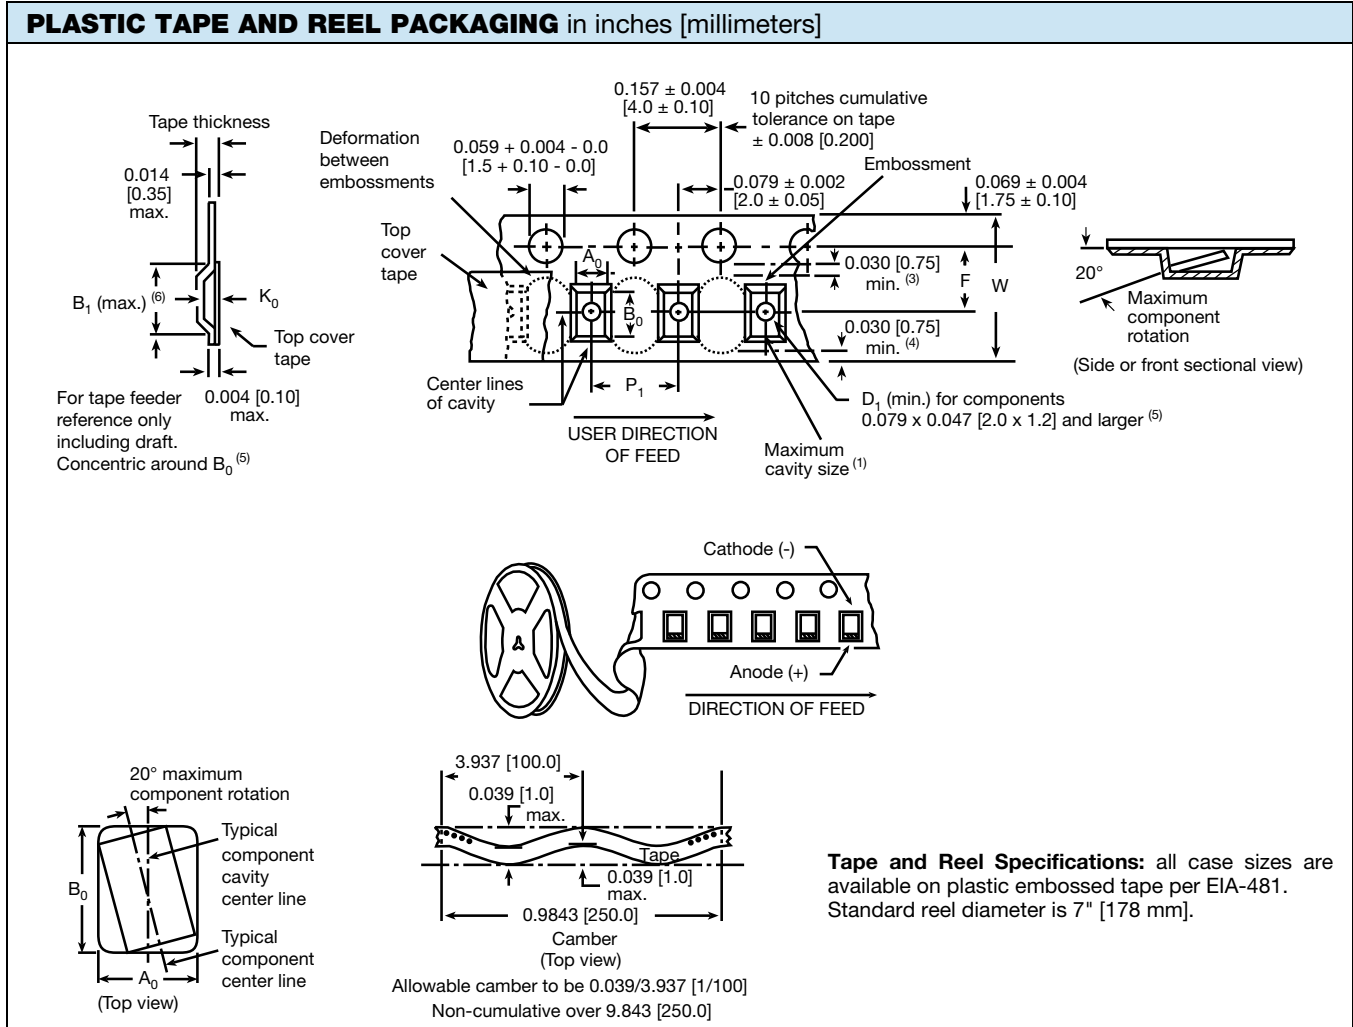 PLASTIC TAPE AND REEL PACKAGING in inches [millimeters]
Tape thickness
0.014
[0.35]
max.
B1 (max.) (6)
K0
Top cover
tape
0.004 [0.10]
max.
For tape feeder
reference only
including draft.
Concentric around B0 (5)
Deformation
between
embossments
Top
cover
tape
0.059 + 0.004 - 0.0
[1.5 + 0.10 - 0.0]
0.157 ± 0.004
[4.0 ± 0.10]
10 pitches cumulative
tolerance on tape
± 0.008 [0.200]
Embossment
0.079 ± 0.002
[2.0 ± 0.05]
0.069 ± 0.004
[1.75 ± 0.10]
A0
B0
0.030 [0.75]
min. (3)
F
W
0.030 [0.75]
min. (4)
Center lines
of cavity
P1
USER DIRECTION
OF FEED
D1 (min.) for components
0.079 x 0.047 [2.0 x 1.2] and larger (5)
Maximum
cavity size (1)
20°
Maximum
component
rotation
(Side or front sectional view)
Cathode (-)
Anode (+)
DIRECTION OF FEED
20° maximum
component rotation
Typical
component
cavity
center line
B0
Typical
component
center line
A0
(Top view)
3.937 [100.0]
0.039 [1.0]
max.
Tape
0.039 [1.0]
max.
0.9843 [250.0]
Camber
(Top view)
Allowable camber to be 0.039/3.937 [1/100]
Non-cumulative over 9.843 [250.0]
Tape and Reel Specifications: all case sizes are
available on plastic embossed tape per EIA-481.
Standard reel diameter is 7" [178 mm].